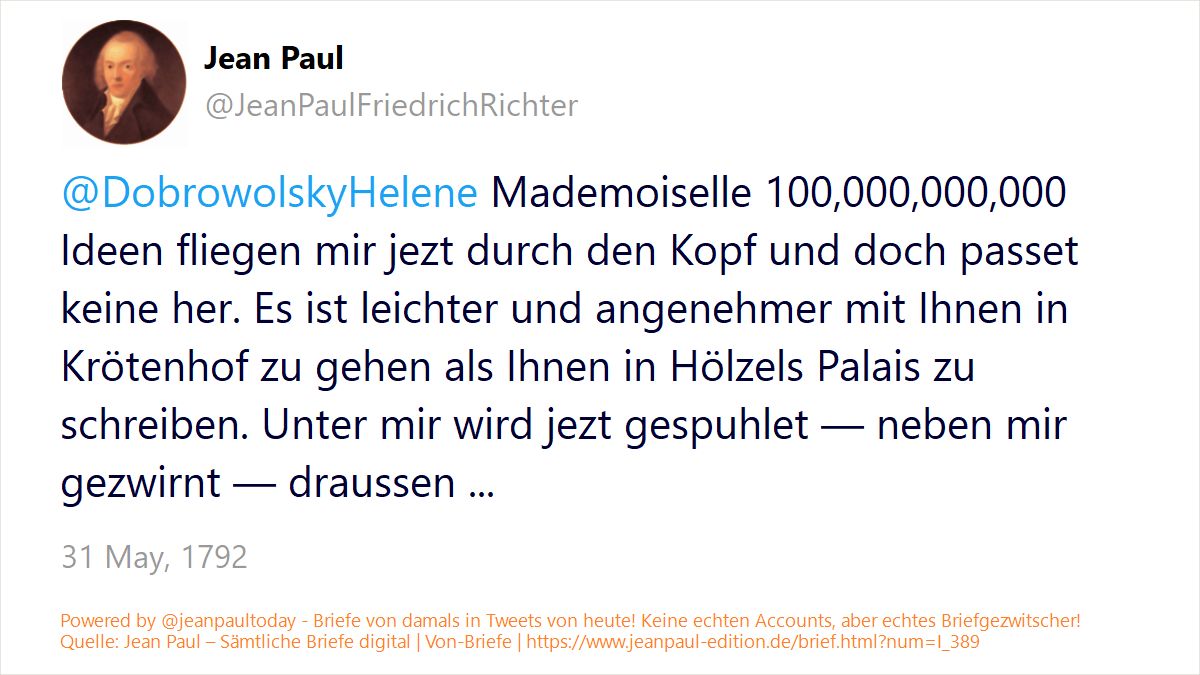 Jean Paul
@JeanPaulFriedrichRichter
@DobrowolskyHelene Mademoiselle 100,000,000,000
Ideen fliegen mir jezt durch den Kopf und doch passet
keine her. Es ist leichter und angenehmer mit Ihnen in
Krötenhof zu gehen als Ihnen in Hölzels Palais zu
schreiben. Unter mir wird jezt gespuhlet — neben mir
gezwirnt — draussen ...
31 May, 1792
Powered by @jeanpaultoday - Briefe von damals in Tweets von heute! Keine echten Accounts, aber echtes Briefgezwitscher!
Quelle: Jean Paul – Sämtliche Briefe digital | Von-Briefe | https://www.jeanpaul-edition.de/brief.html?num=I_389